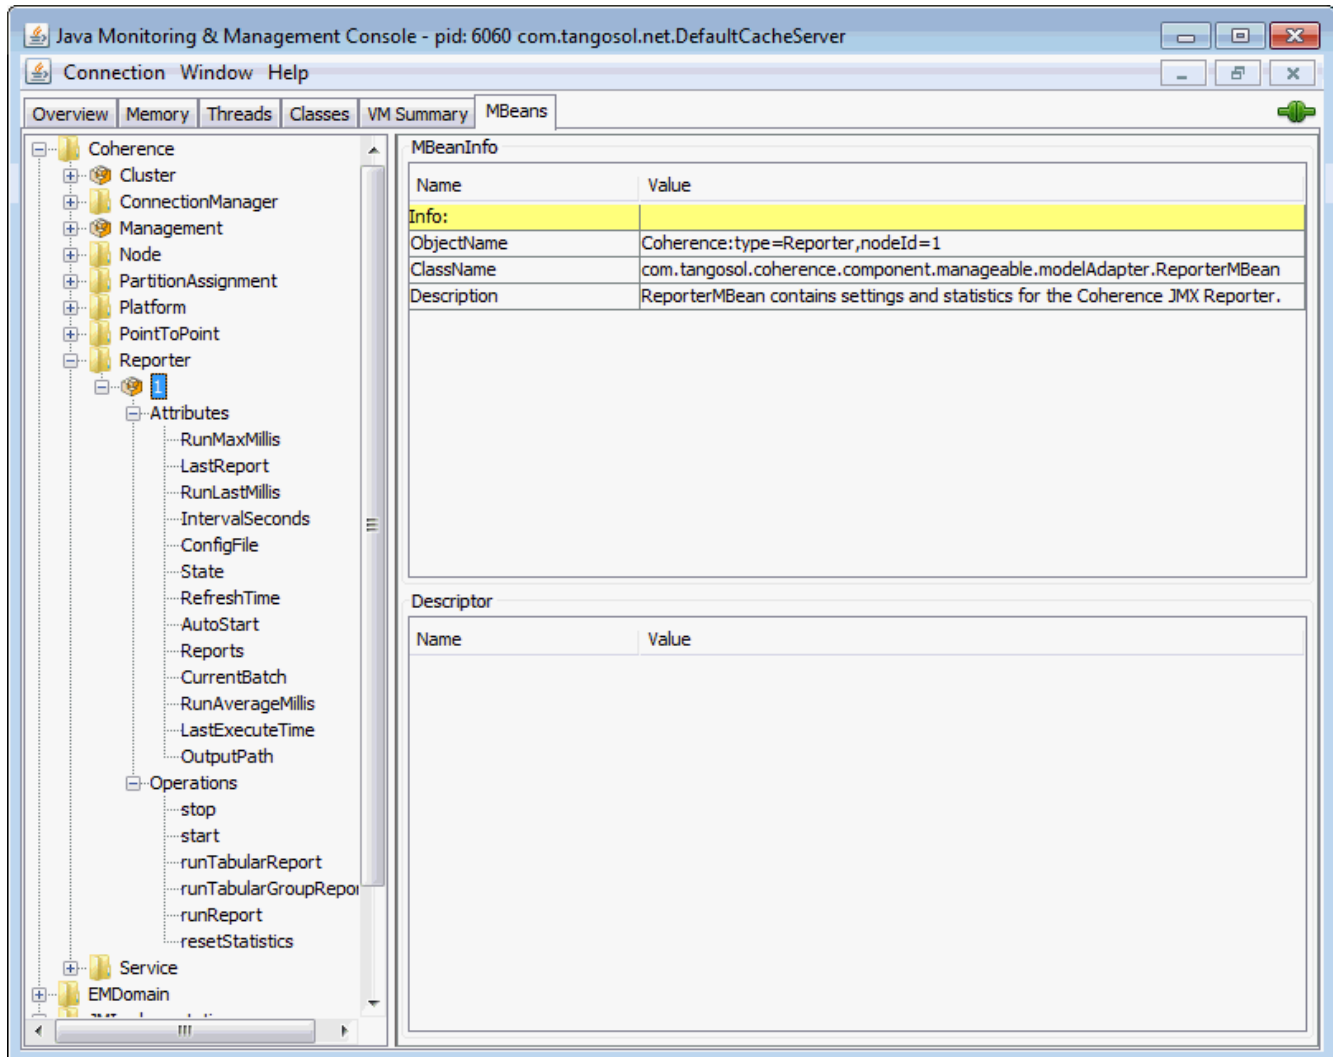 Java Monitoring & Management Console - pid: 6060 com.tangosol.net.DefaultCacheServer
Connection Window Help
Overview Memory Threads Classes VM Summary MBeans
Coherence
Cluster
ConnectionManager
Management
Node
PartitionAssignment
Platform
PointToPoint
Reporter
1
Attributes
RunMaxMillis
LastReport
RunLastMillis
IntervalSeconds
ConfigFile
State
RefreshTime
AutoStart
Reports
CurrentBatch
RunAverageMillis
LastExecuteTime
OutputPath
Operations
stop
start
runTabularReport
runTabularGroupRepor
runReport
resetStatistics
Service
EMDomain
MBeanInfo
Name Value
Info:
ObjectName Coherence:type=Reporter,nodeId=1
ClassName com.tangosol.coherence.component.manageable.modelAdapter.ReporterMBean
Description ReporterMBean contains settings and statistics for the Coherence JMX Reporter.
Descriptor
Name Value